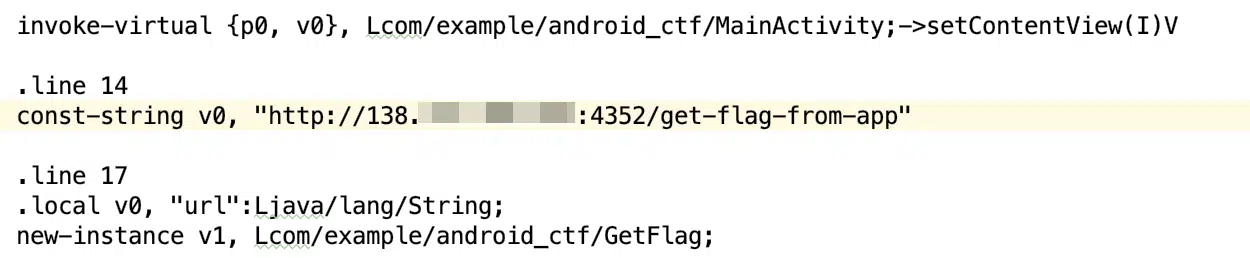 invoke-virtual {p0, v0}, Lcom/example/android_ctf/MainActivity;->setContentView(I)V
.line 14
const-string v0, "http://138. :4352/get-flag-from-app"
.line 17
.local v0, "url":Ljava/lang/String;
new-instance v1, Lcom/example/android_ctf/GetFlag;